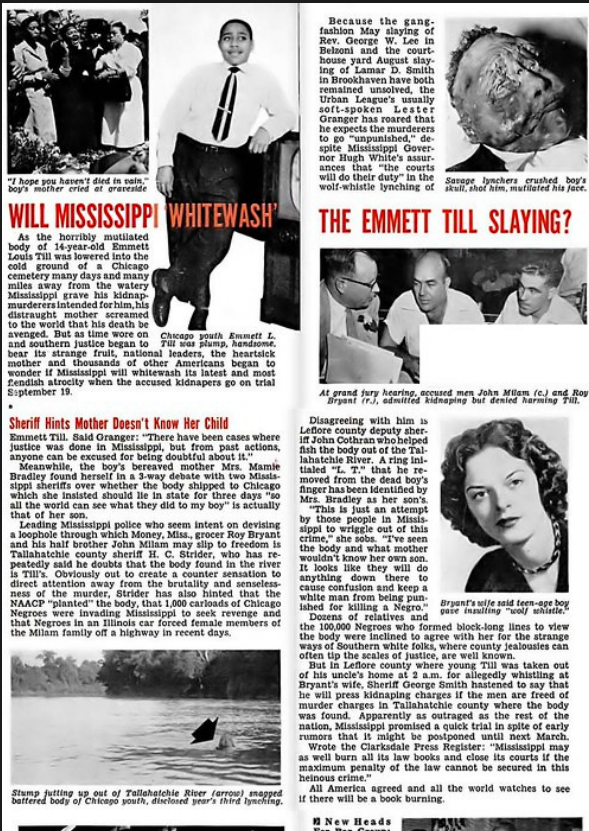 "I hope you haven't died in vain,"
boy's mother cried at graveside
WILL MISSISSIPPI 'WHITEWASH'
As the horribly mutilated
body of 14-year-old Emmett
Louis Till was lowered into the
cold ground of a Chicago
cemetery many days and many
miles away from the watery
Mississippi grave his kidnap-
murderers intended for him, his
distraught mother screamed
to the world that his death be
avenged. But as time wore on
and southern justice began to
bear its strange fruit, national leaders, the heartsick
mother and thousands of other Americans began to
wonder if Mississippi will whitewash its latest and most
fiendish atrocity when the accused kidnapers go on trial
September 19.
Chicago youth Emmett L.
Till was plump, handsome.
Sheriff Hints Mother Doesn't Know Her Child
Emmett Till. Said Granger: "There have been cases where
justice was done in Mississippi, but from past actions,
anyone can be excused for being doubtful about it."
Meanwhile, the boy's bereaved mother Mrs. Mamie
Bradley found herself in a 3-way debate with two Missis-
sippi sheriffs over whether the body shipped to Chicago
which she insisted should lie in state for three days "so
all the world can see what they did to my boy" is actually
that of her son.
Leading Mississippi police who seem intent on devising
a loophole through which Money, Miss., grocer Roy Bryant
and his half brother John Milam may slip to freedom is
Tallahatchie county sheriff H. C. Strider, who has re-
peatedly said he doubts that the body found in the river
is Till's. Obviously out to create a counter sensation to
direct attention away from the brutality and senseless-
ness of the murder, Strider has also hinted that the
NAACP "planted" the body, that 1,000 carloads of Chicago
Negroes were invading Mississippi to seek revenge and
that Negroes in an Illinois car forced female members of
the Milam family off a highway in recent days.
Stump jutting up out of Tallahatchie River (arrow) snagged
battered body of Chicago youth, disclosed year's third lynching.
Because the gang-
fashion May slaying of
Rev. George W. Lee in
Belzoni and the court-
house yard August slay-
ing of Lamar D. Smith
in Brookhaven have both
remained unsolved, the
Urban League's usually
soft-spoken Lester
Granger has roared that
he expects the murderers
to go "unpunished," de-
spite Mississippi Gover-
nor Hugh White's assur-
ances that "the courts
will do their duty" in the
wolf-whistle lynching of
Savage lynchers crushed boy's
skull, shot him, mutilated his face.
THE EMMETT TILL SLAYING?
At grand jury hearing, accused men John Milam (c.) and Roy
Bryant (r.), admitted kidnaping but denied harming Till.
Disagreeing with him is
Leflore county deputy sher-
iff John Cothran who helped
fish the body out of the Tal-
lahatchie River. A ring ini-
tialed "L. T." that he re-
moved from the dead boy's
finger has been identified by
Mrs. Bradley as her son's.
"This is just an attempt
by those people in Missis-
sippi to wriggle out of this
crime," she sobs. "I've seen
the body and what mother
wouldn't know her own son.
It looks like they will do
anything down there to
cause confusion and keep a
white man from being pun-
ished for killing a Negro."
Dozens of relatives and
the 100,000 Negroes who formed block-long lines to view
the body were inclined to agree with her for the strange
ways of Southern white folks, where county jealousies can
often tip the scales of justice, are well known.
But in Leflore county where young Till was taken out
of his uncle's home at 2 a.m. for allegedly whistling at
Bryant's wife, Sheriff George Smith hastened to say that
he will press kidnaping charges if the men are freed of
murder charges in Tallahatchie county where the body
was found. Apparently as outraged as the rest of the
nation, Mississippi promised a quick trial in spite of early
rumors that it might be postponed until next March.
Wrote the Clarksdale Press Register: "Mississippi may
as well burn all its law books and close its courts if the
maximum penalty of the law cannot be secured in this
heinous crime."
All America agreed and all the world watches to see
if there will be a book burning.
Bryant's wife said teen-age boy
gave insulting "wolf whistle."
New Heads